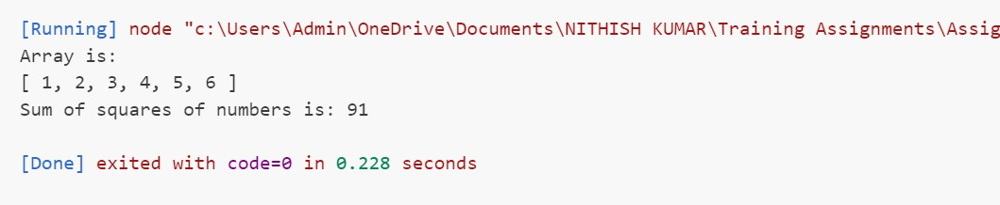 [Running] node "c:\Users\Admin\OneDrive\Documents\NITHISH KUMAR\Training Assignments\Assig
Array is:
[ 1, 2, 3, 4, 5, 6 ]
Sum of squares of numbers is: 91
[Done] exited with code=0 in 0.228 seconds